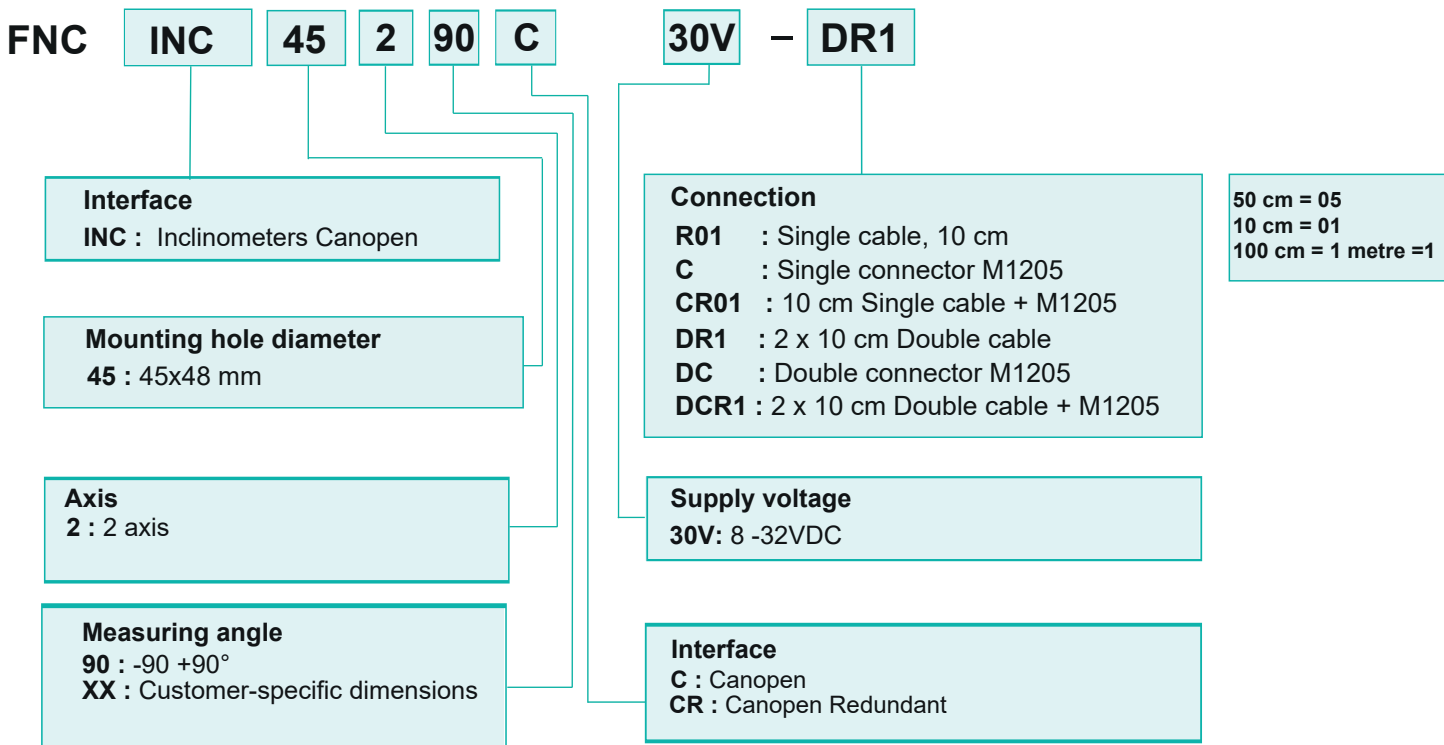 FNC INC 45 2 90 C 30V – DR1
Interface
INC : Inclinometers Canopen
Mounting hole diameter
45 : 45x48 mm
Axis
2 : 2 axis
Measuring angle
90 : -90 +90°
XX : Customer-specific dimensions
Connection
R01 : Single cable, 10 cm
C : Single connector M1205
CR01 : 10 cm Single cable + M1205
DR1 : 2 x 10 cm Double cable
DC : Double connector M1205
DCR1 : 2 x 10 cm Double cable + M1205
50 cm = 05
10 cm = 01
100 cm = 1 metre =1
Supply voltage
30V: 8 -32VDC
Interface
C : Canopen
CR : Canopen Redundant